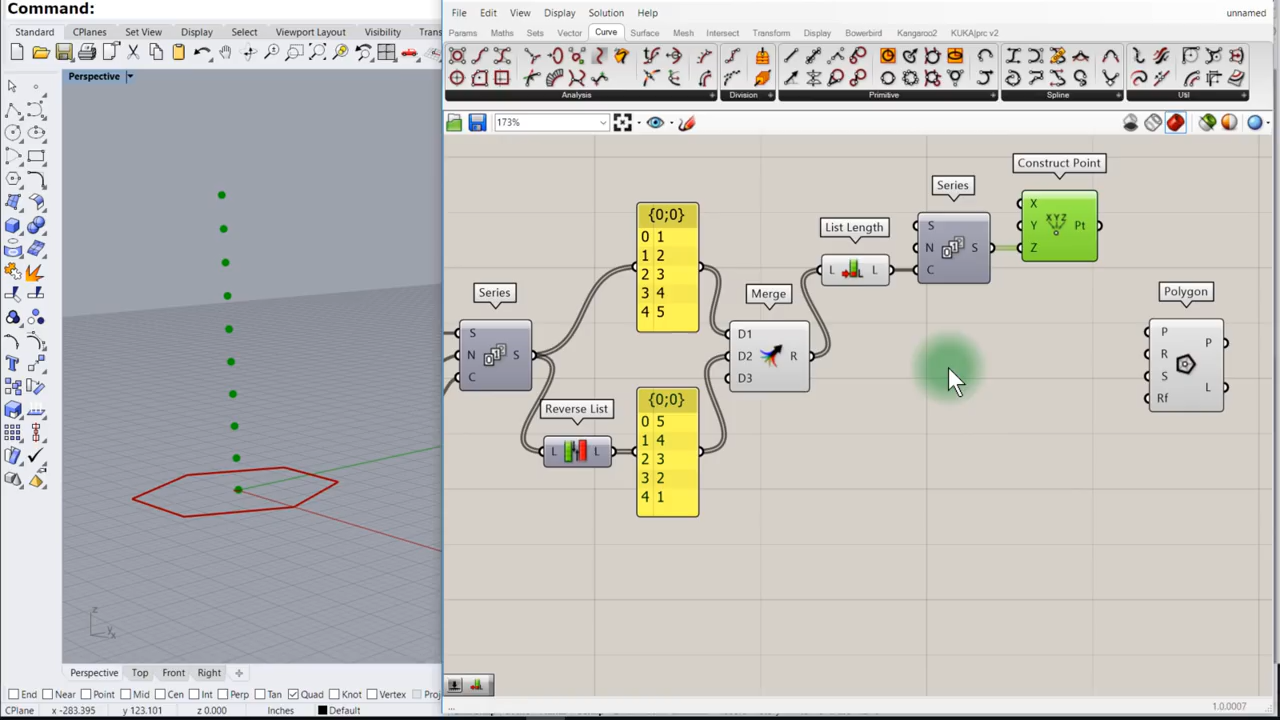 Command:
Standard CPlanes Set View Display Select Viewport Layout Visibility Trans
Perspective
z
y
x
Perspective Top Front Right
End Near Point Mid Cen Int Perp Tan Quad Knot Vertex Proj
CPlane x -283.395 y 123.101 z 0.000 Inches Default
File Edit View Display Solution Help unnamed
Params Maths Sets Vector Curve Surface Mesh Intersect Transform Display Bowerbird Kangaroo2 KUKA|prc v2
Analysis Division Primitive Spline Util
173%
Construct Point
X
Y
Z
XYZ
Pt
Series
S
N
C
S
List Length
L L
{0;0}
0 1
1 2
2 3
3 4
4 5
Merge
D1
D2
D3
R
Series
S
N
C
S
Reverse List
L L
{0;0}
0 5
1 4
2 3
3 2
4 1
Polygon
P
R
S
Rf
P
L
...
1.0.0007